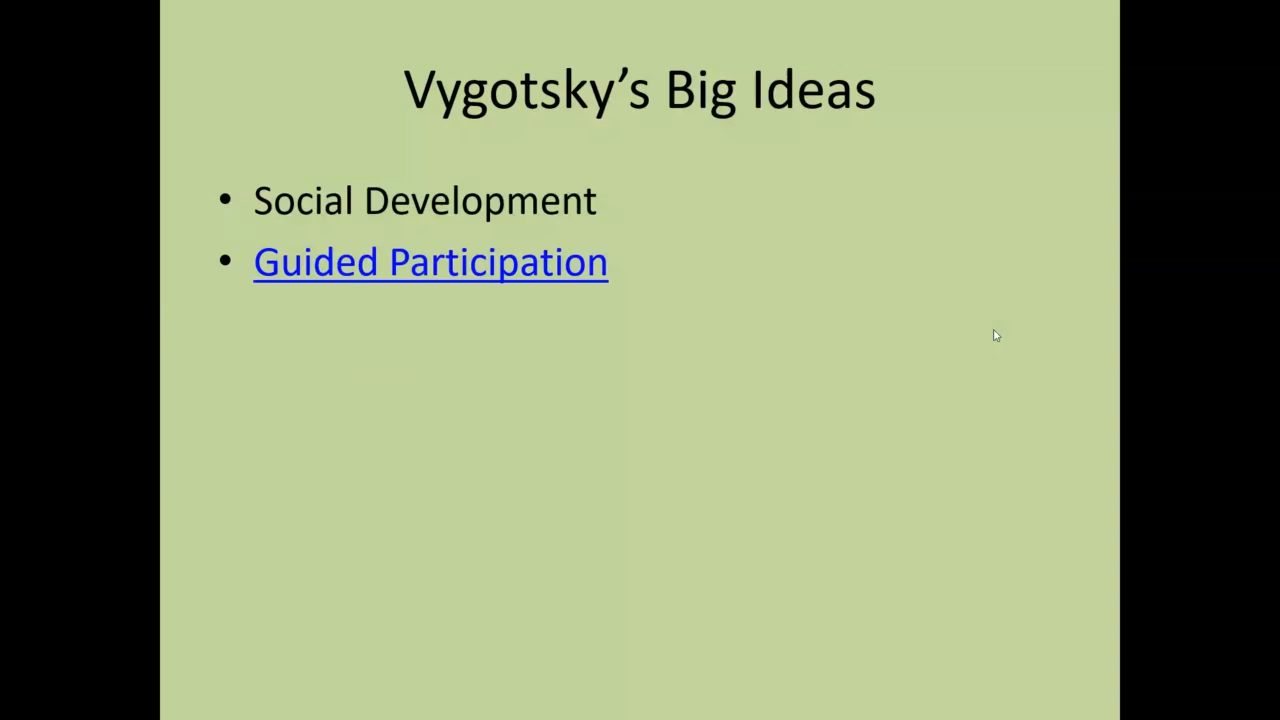 Vygotsky’s Big Ideas
• Social Development
• Guided Participation